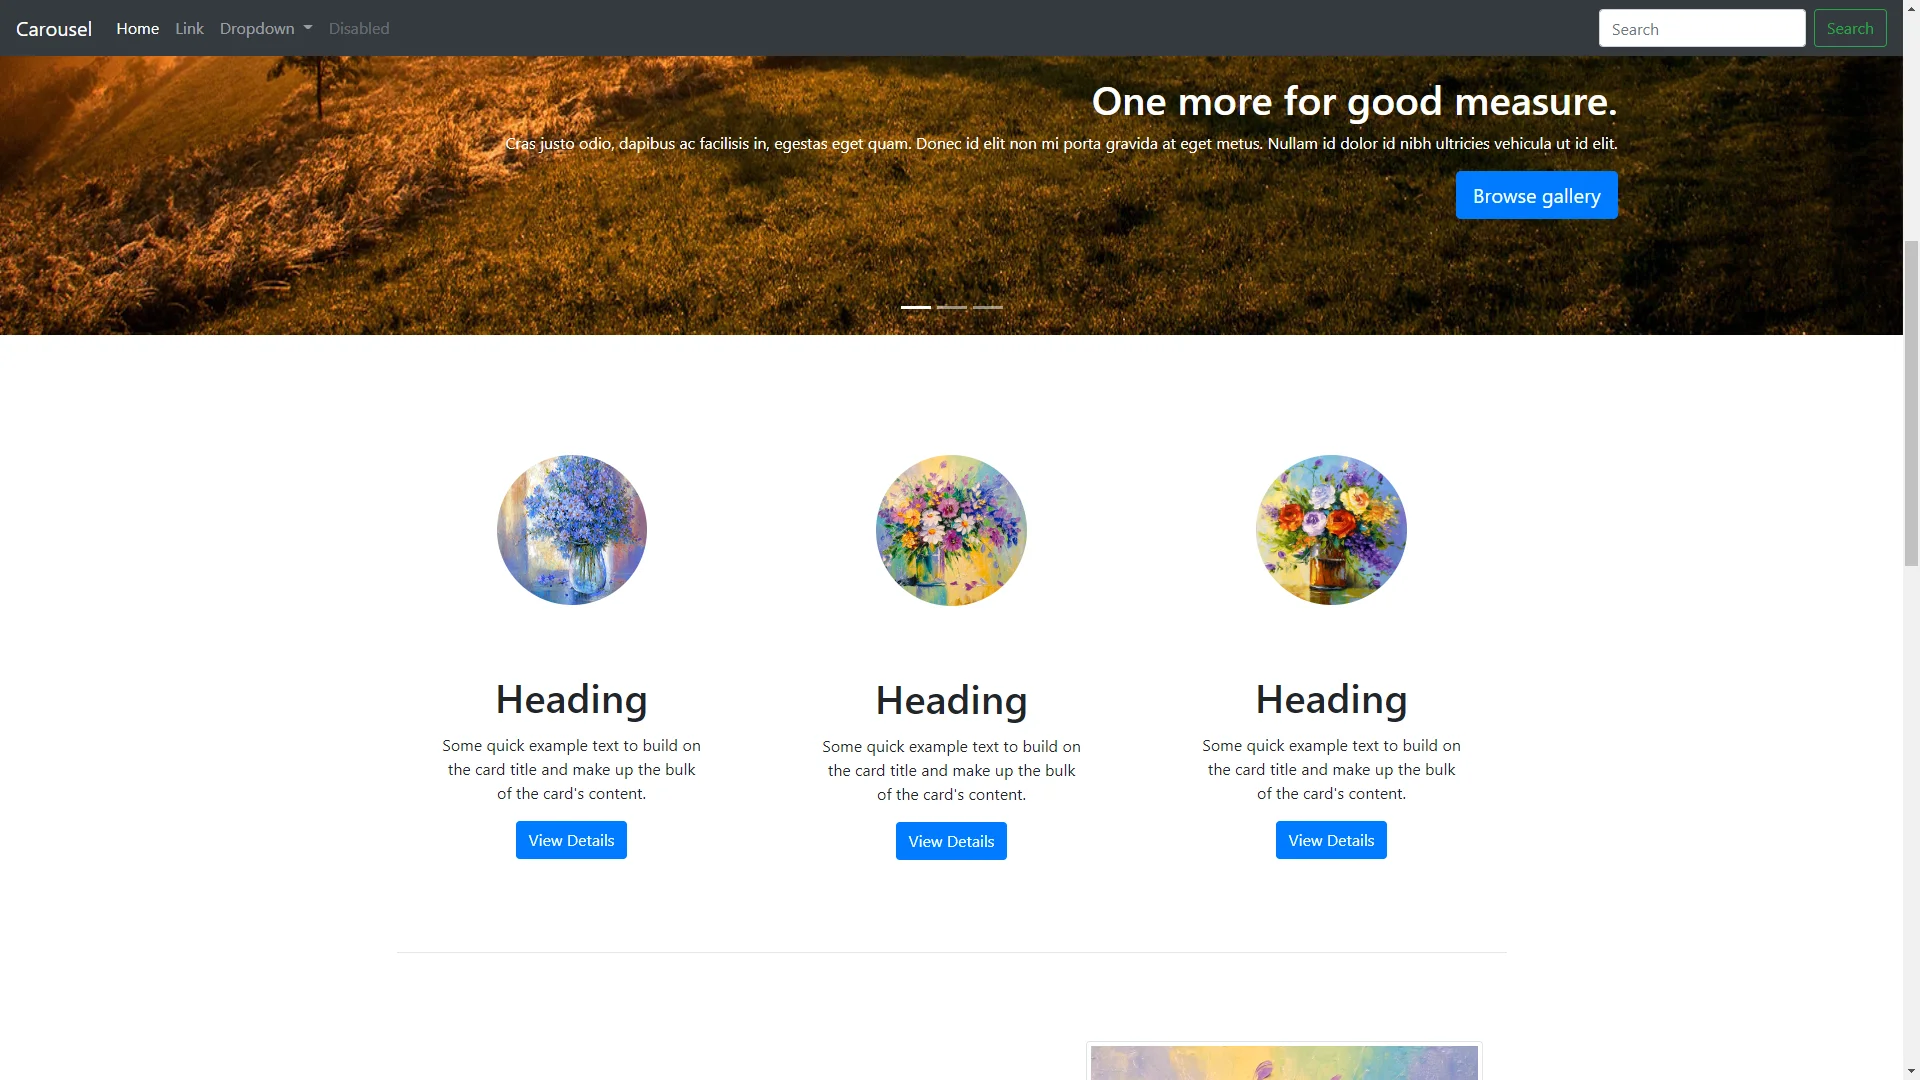 Carousel Home Link Dropdown Disabled Search Search
One more for good measure.
Cras justo odio, dapibus ac facilisis in, egestas eget quam. Donec id elit non mi porta gravida at eget metus. Nullam id dolor id nibh ultricies vehicula ut id elit.
Browse gallery
Heading
Some quick example text to build on
the card title and make up the bulk
of the card's content.
View Details
Heading
Some quick example text to build on
the card title and make up the bulk
of the card's content.
View Details
Heading
Some quick example text to build on
the card title and make up the bulk
of the card's content.
View Details